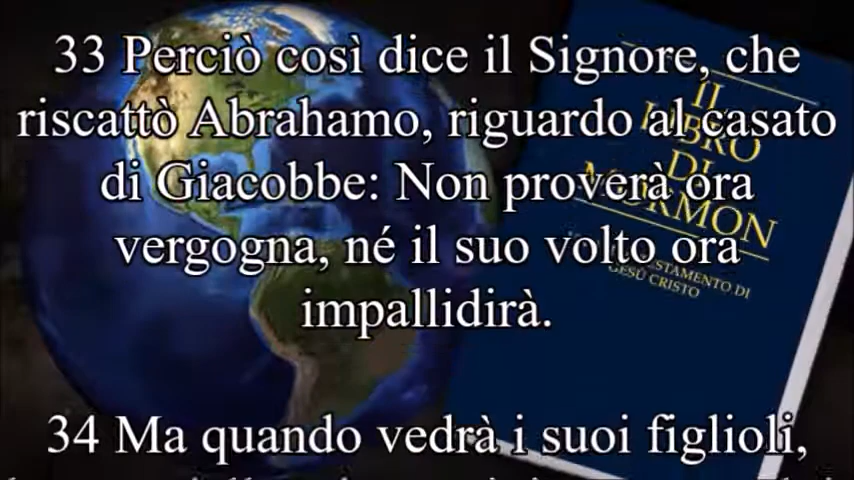 33 Perciò così dice il Signore, che
riscattò Abrahamo, riguardo al casato
di Giacobbe: Non proverà ora
vergogna, né il suo volto ora
impallidirà.
34 Ma quando vedrà i suoi figlioli,
IL
LIBRO
DI
MORMON
TESTAMENTO DI
GESÙ CRISTO